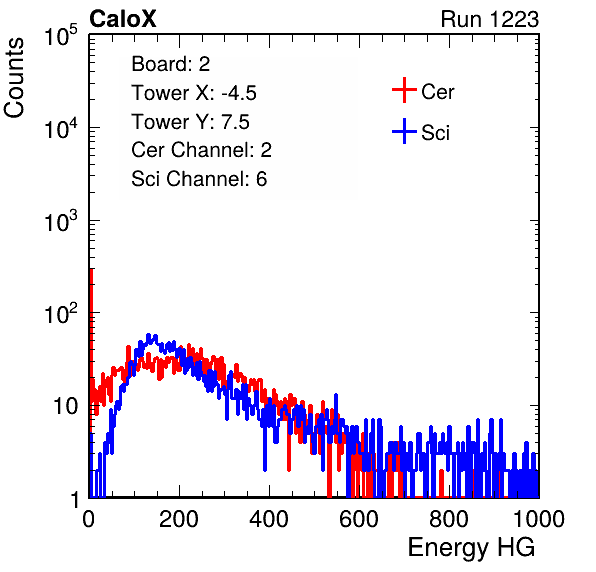 CaloX Run 1223
Counts
10^5
10^4
10^3
10^2
10
1
Board: 2
Tower X: -4.5
Tower Y: 7.5
Cer Channel: 2
Sci Channel: 6
Cer
Sci
0 200 400 600 800 1000
Energy HG